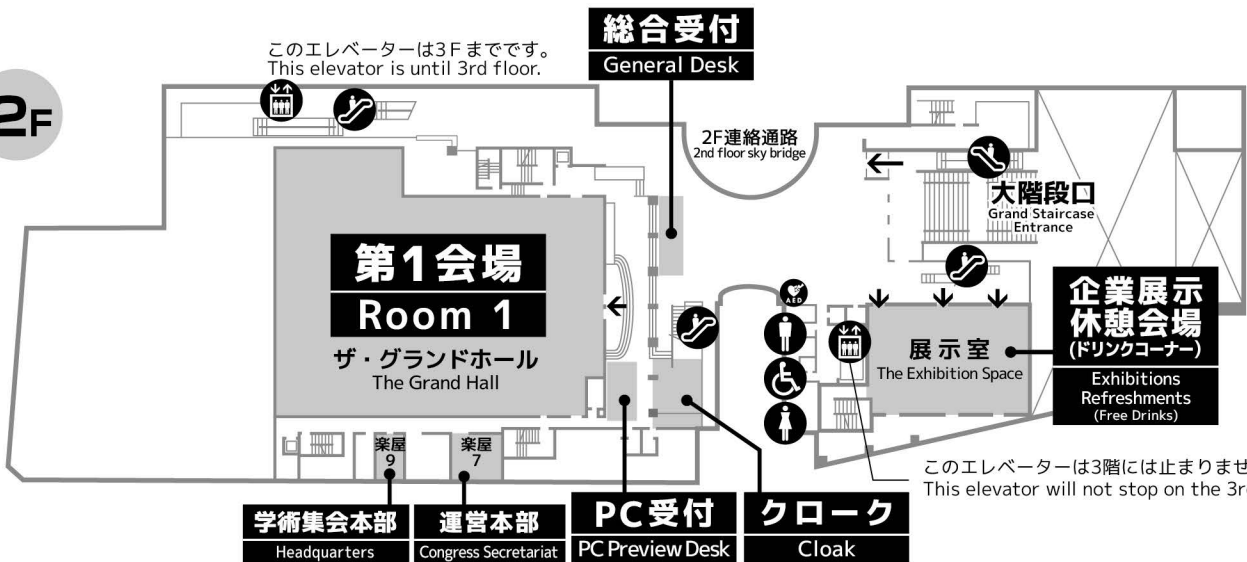 2F
このエレベーターは3Fまでです。
This elevator is until 3rd floor.
総合受付
General Desk
2F連絡通路
2nd floor sky bridge
大階段口
Grand Staircase
Entrance
第1会場
Room 1
ザ・グランドホール
The Grand Hall
AED
展示室
The Exhibition Space
企業展示
休憩会場
(ドリンクコーナー)
Exhibitions
Refreshments
(Free Drinks)
楽屋
9
楽屋
7
このエレベーターは3階には止まりませ
This elevator will not stop on the 3r
学術集会本部
Headquarters
運営本部
Congress Secretariat
PC受付
PC Preview Desk
クローク
Cloak